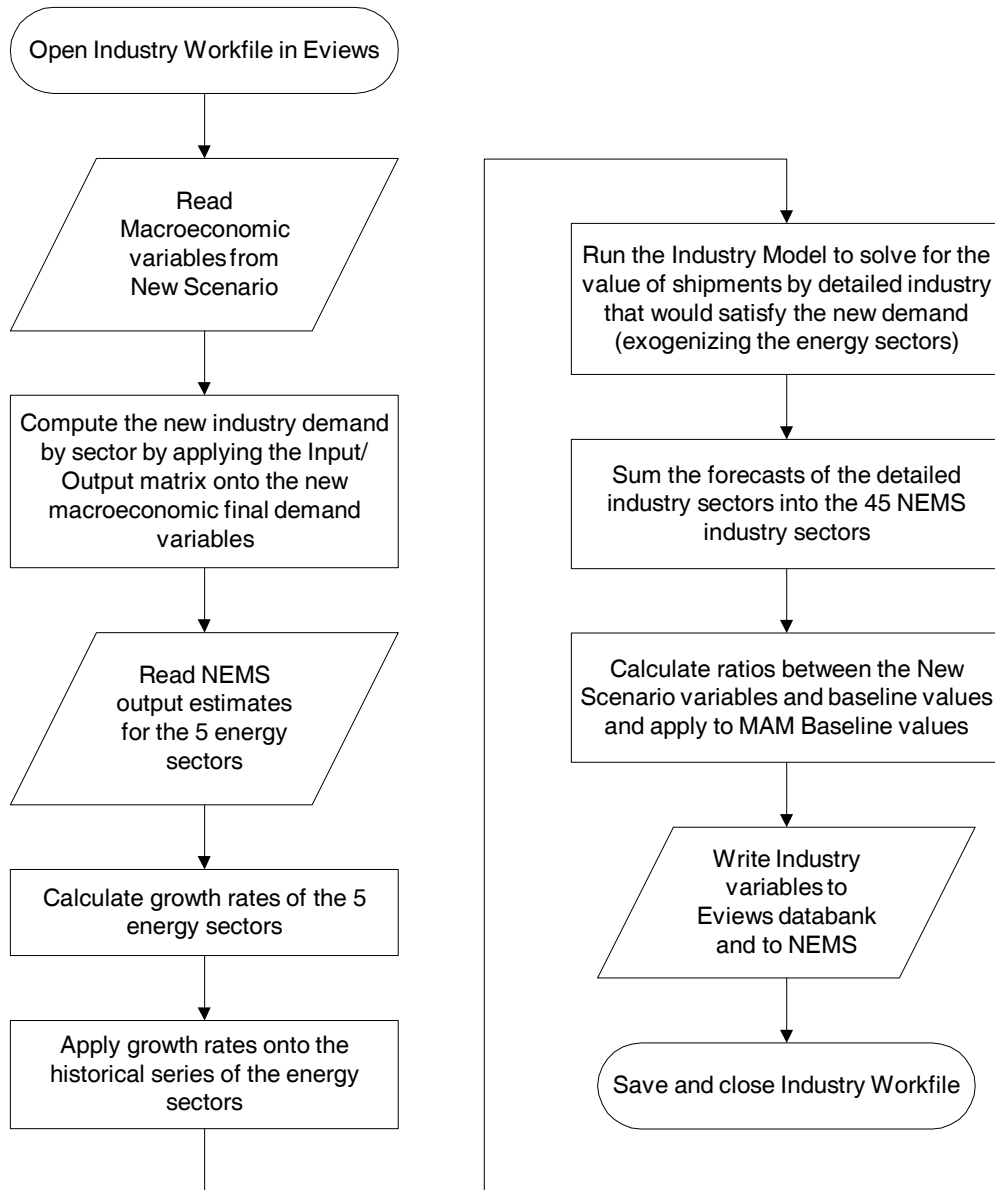 Open Industry Workfile in Eviews
Read
Macroeconomic
variables from
New Scenario
Compute the new industry demand
by sector by applying the Input/
Output matrix onto the new
macroeconomic final demand
variables
Read NEMS
output estimates
for the 5 energy
sectors
Calculate growth rates of the 5
energy sectors
Apply growth rates onto the
historical series of the energy
sectors
Run the Industry Model to solve for the
value of shipments by detailed industry
that would satisfy the new demand
(exogenizing the energy sectors)
Sum the forecasts of the detailed
industry sectors into the 45 NEMS
industry sectors
Calculate ratios between the New
Scenario variables and baseline values
and apply to MAM Baseline values
Write Industry
variables to
Eviews databank
and to NEMS
Save and close Industry Workfile